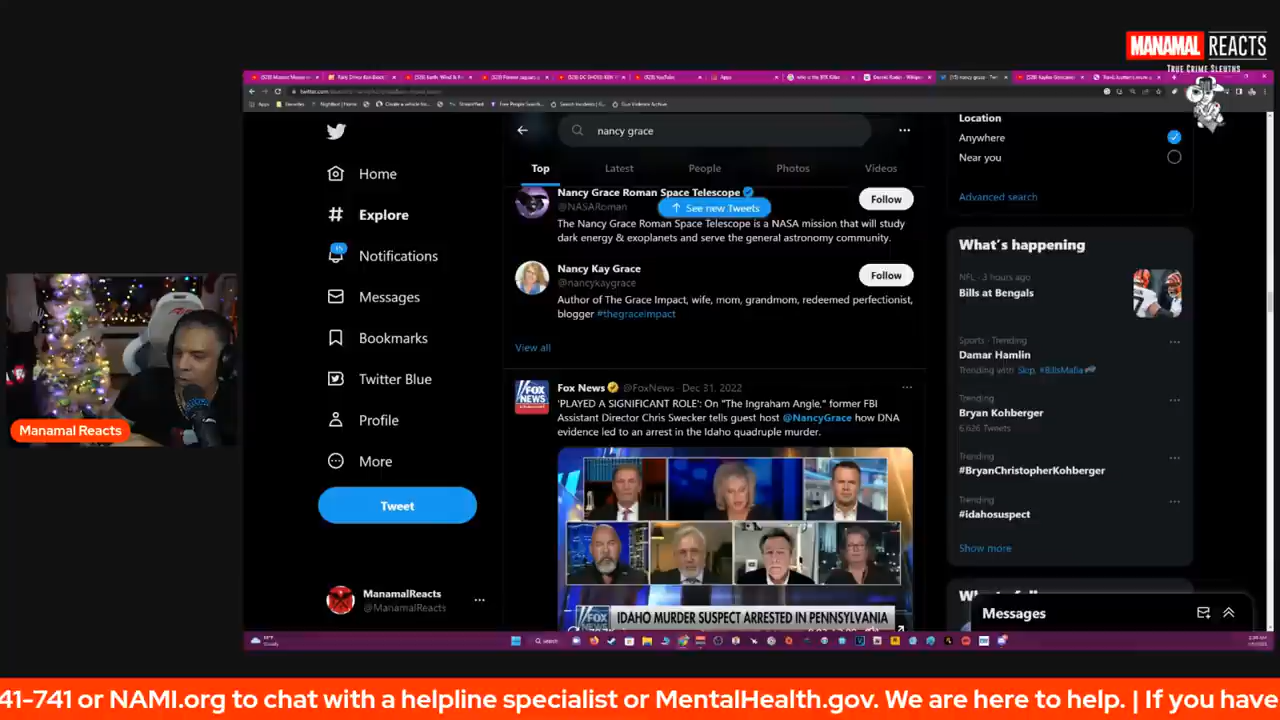 MANAMAL REACTS
TRUE CRIME SLEUTHS
nancy grace
Home
Explore
Notifications
Messages
Bookmarks
Twitter Blue
Profile
More
Tweet
ManamalReacts
@ManamalReacts
Top
Latest
People
Photos
Videos
Nancy Grace Roman Space Telescope
@NASARoman
See new Tweets
Follow
The Nancy Grace Roman Space Telescope is a NASA mission that will study
dark energy & exoplanets and serve the general astronomy community.
Nancy Kay Grace
@nancykaygrace
Follow
Author of The Grace Impact, wife, mom, grandmom, redeemed perfectionist,
blogger #thegraceimpact
View all
Fox News @FoxNews · Dec 31, 2022
'PLAYED A SIGNIFICANT ROLE': On "The Ingraham Angle," former FBI
Assistant Director Chris Swecker tells guest host @NancyGrace how DNA
evidence led to an arrest in the Idaho quadruple murder.
FOX NEWS
IDAHO MURDER SUSPECT ARRESTED IN PENNSYLVANIA
Location
Anywhere
Near you
Advanced search
What's happening
NFL · 3 hours ago
Bills at Bengals
Sports · Trending
Damar Hamlin
Trending with Skip, #BillsMafia
Trending
Bryan Kohberger
6,626 Tweets
Trending
#BryanChristopherKohberger
Trending
#idahosuspect
Show more
Messages
Manamal Reacts
41-741 or NAMI.org to chat with a helpline specialist or MentalHealth.gov. We are here to help. | If you have